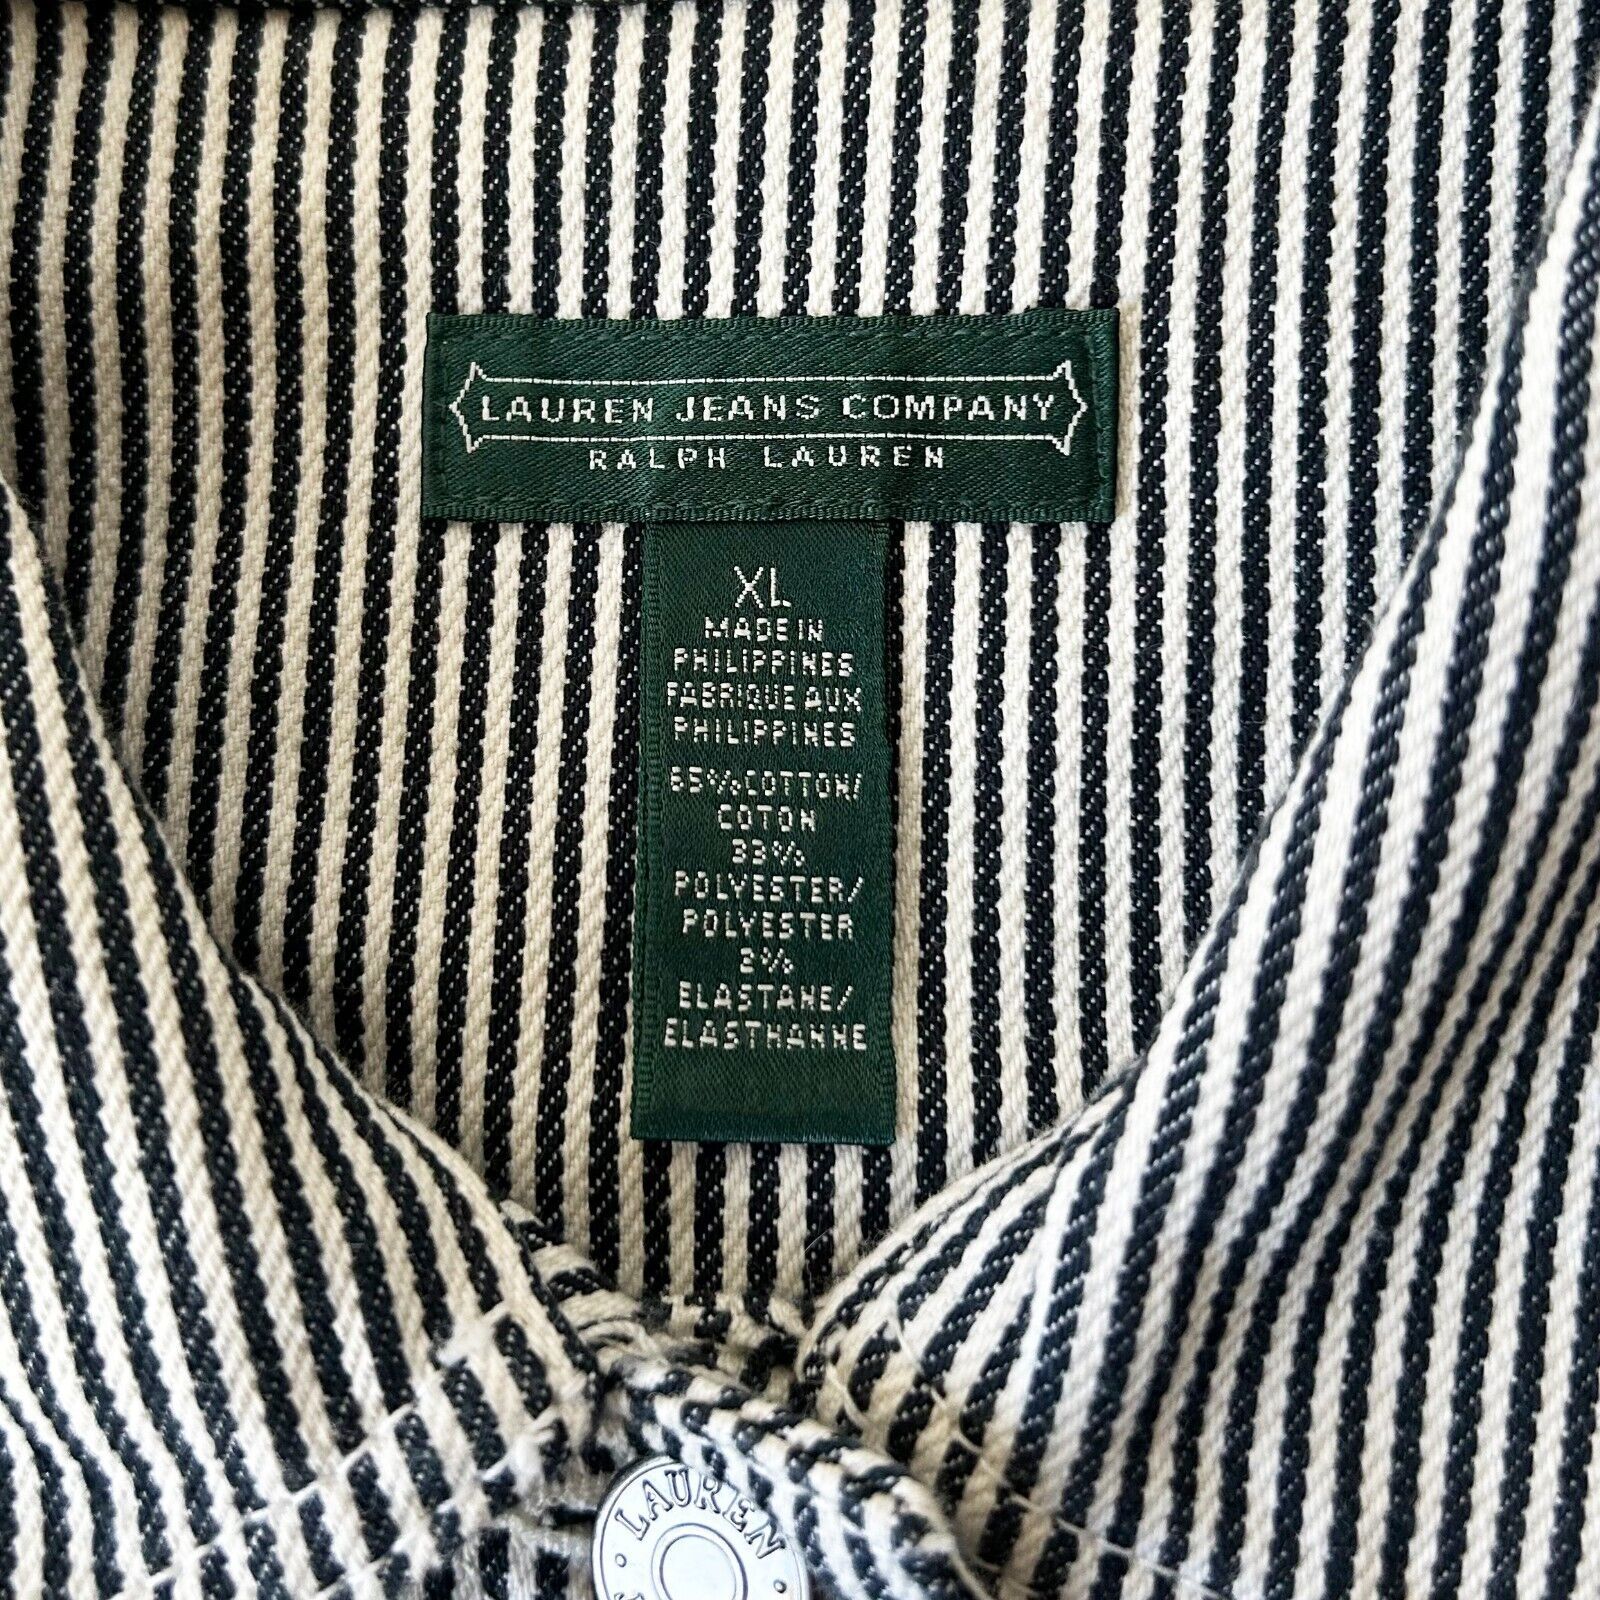 LAUREN JEANS COMPANY
RALPH LAUREN
XL
MADE IN
PHILIPPINES
FABRIQUE AUX
PHILIPPINES
65% COTTON/
COTON
33%
POLYESTER/
POLYESTER
2%
ELASTANE/
ELASTHANNE
LAUREN